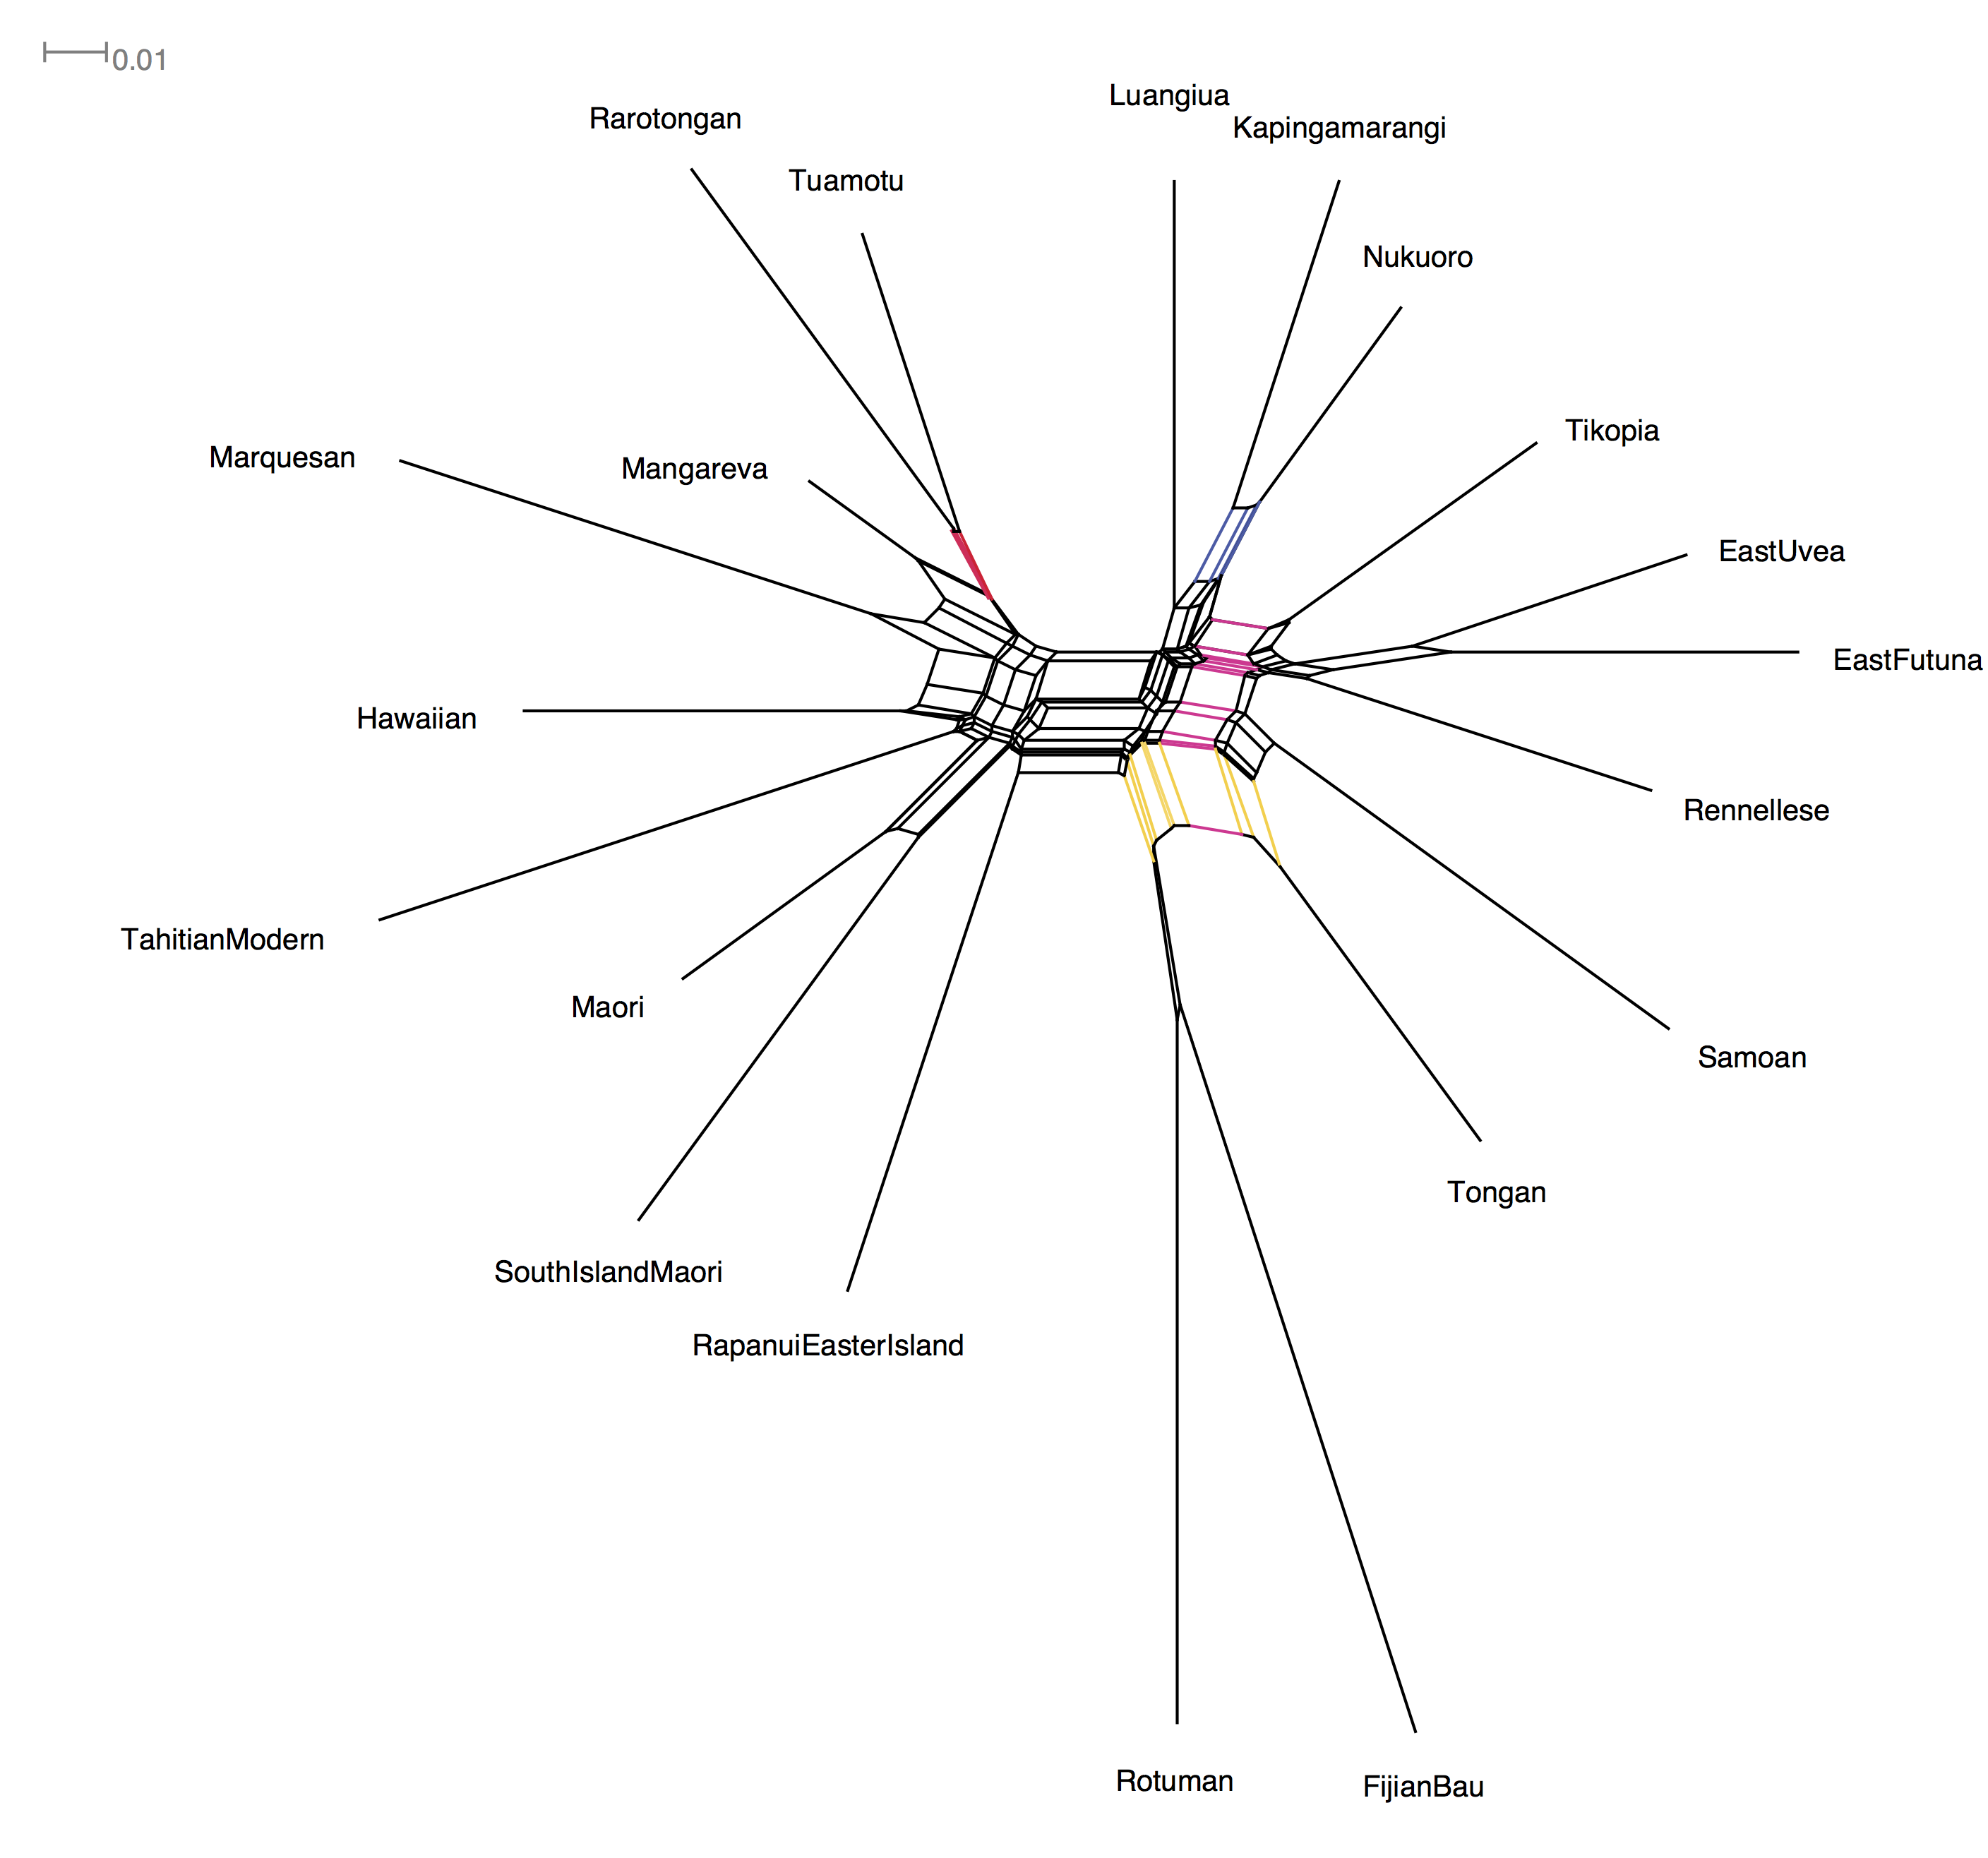 0.01
Luangiua
Rarotongan
Kapingamarangi
Tuamotu
Nukuoro
Tikopia
Marquesan
Mangareva
EastUvea
EastFutuna
Hawaiian
Rennellese
TahitianModern
Maori
Samoan
Tongan
SouthIslandMaori
RapanuiEasterIsland
Rotuman
FijianBau